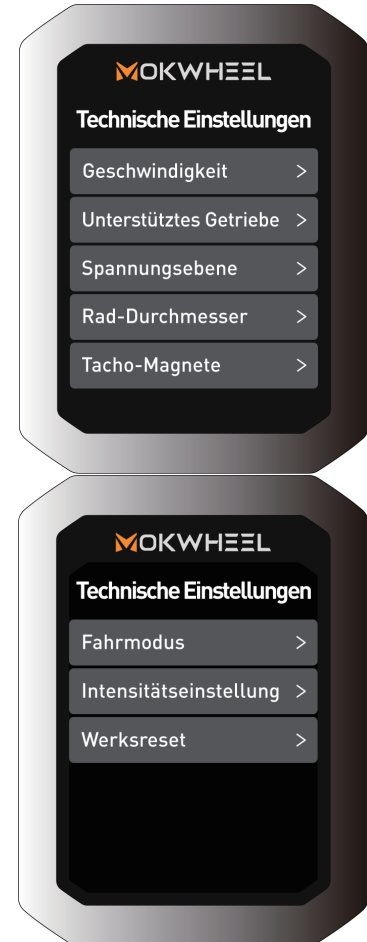 MOKWHEEL
Technische Einstellungen
Geschwindigkeit >
Unterstütztes Getriebe >
Spannungsebene >
Rad-Durchmesser >
Tacho-Magnete >
MOKWHEEL
Technische Einstellungen
Fahrmodus >
Intensitätseinstellung >
Werksreset >